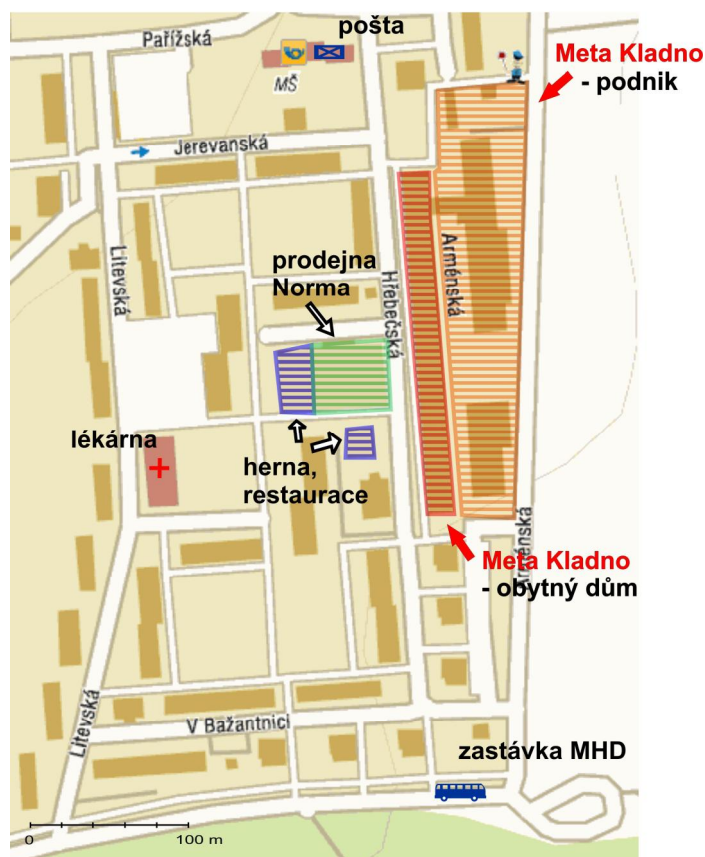 pošta
Pařížská
MŠ
Meta Kladno
- podnik
Jerevanská
Litevská
Arménská
Hřebečská
prodejna
Norma
lékárna
herna,
restaurace
Arménská
Meta Kladno
- obytný dům
Litevská
V Bažantnici
zastávka MHD
0 100 m